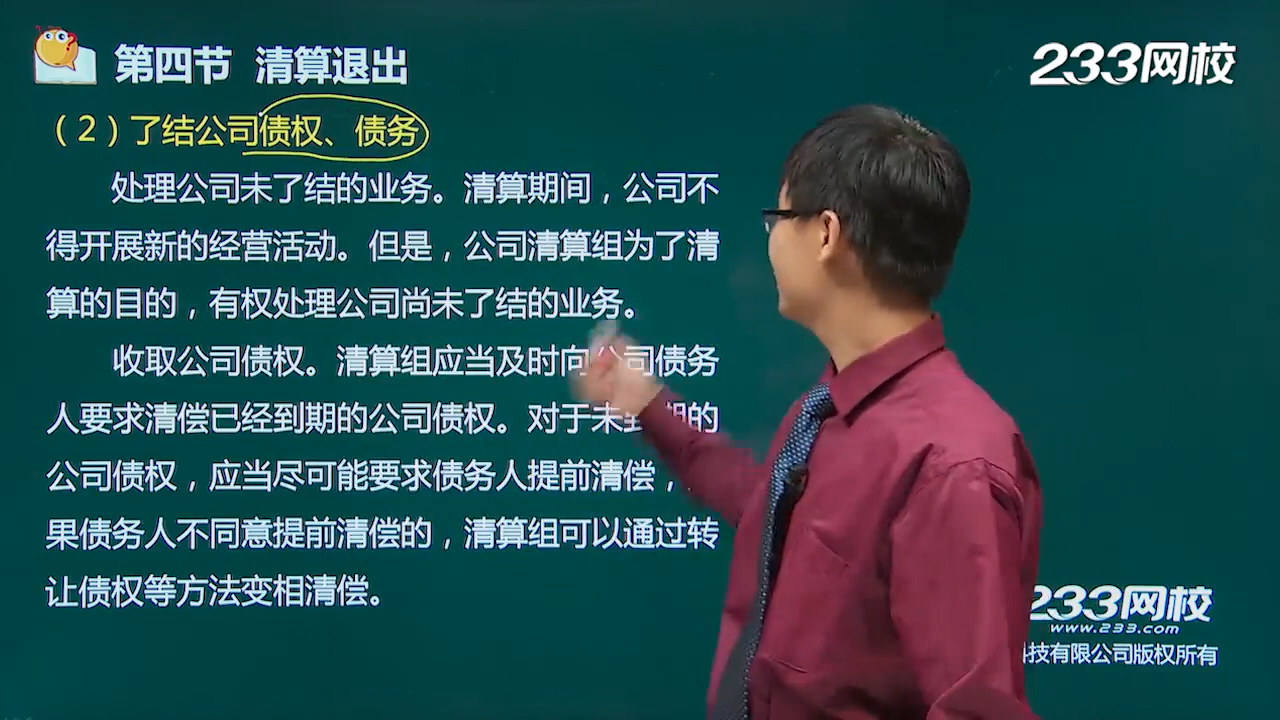 第四节 清算退出
233网校
（2）了结公司债权、债务
处理公司未了结的业务。清算期间，公司不
得开展新的经营活动。但是，公司清算组为了清
算的目的，有权处理公司尚未了结的业务。
收取公司债权。清算组应当及时向公司债务
人要求清偿已经到期的公司债权。对于未到期的
公司债权，应当尽可能要求债务人提前清偿，
果债务人不同意提前清偿的，清算组可以通过转
让债权等方法变相清偿。
233网校
www.233.com
技有限公司版权所有